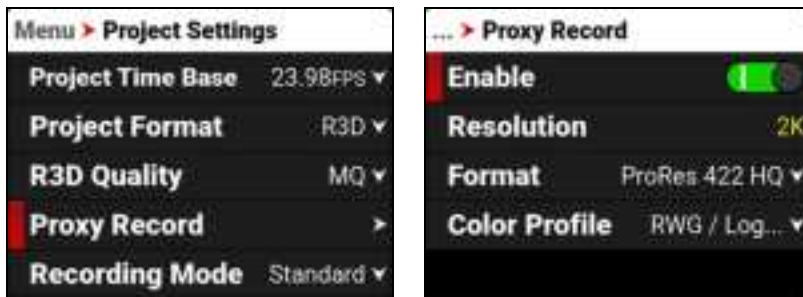 Menu > Project Settings
Project Time Base 23.98FPS
Project Format R3D
R3D Quality MQ
Proxy Record >
Recording Mode Standard
... > Proxy Record
Enable
Resolution 2K
Format ProRes 422 HQ
Color Profile RWG / Log...